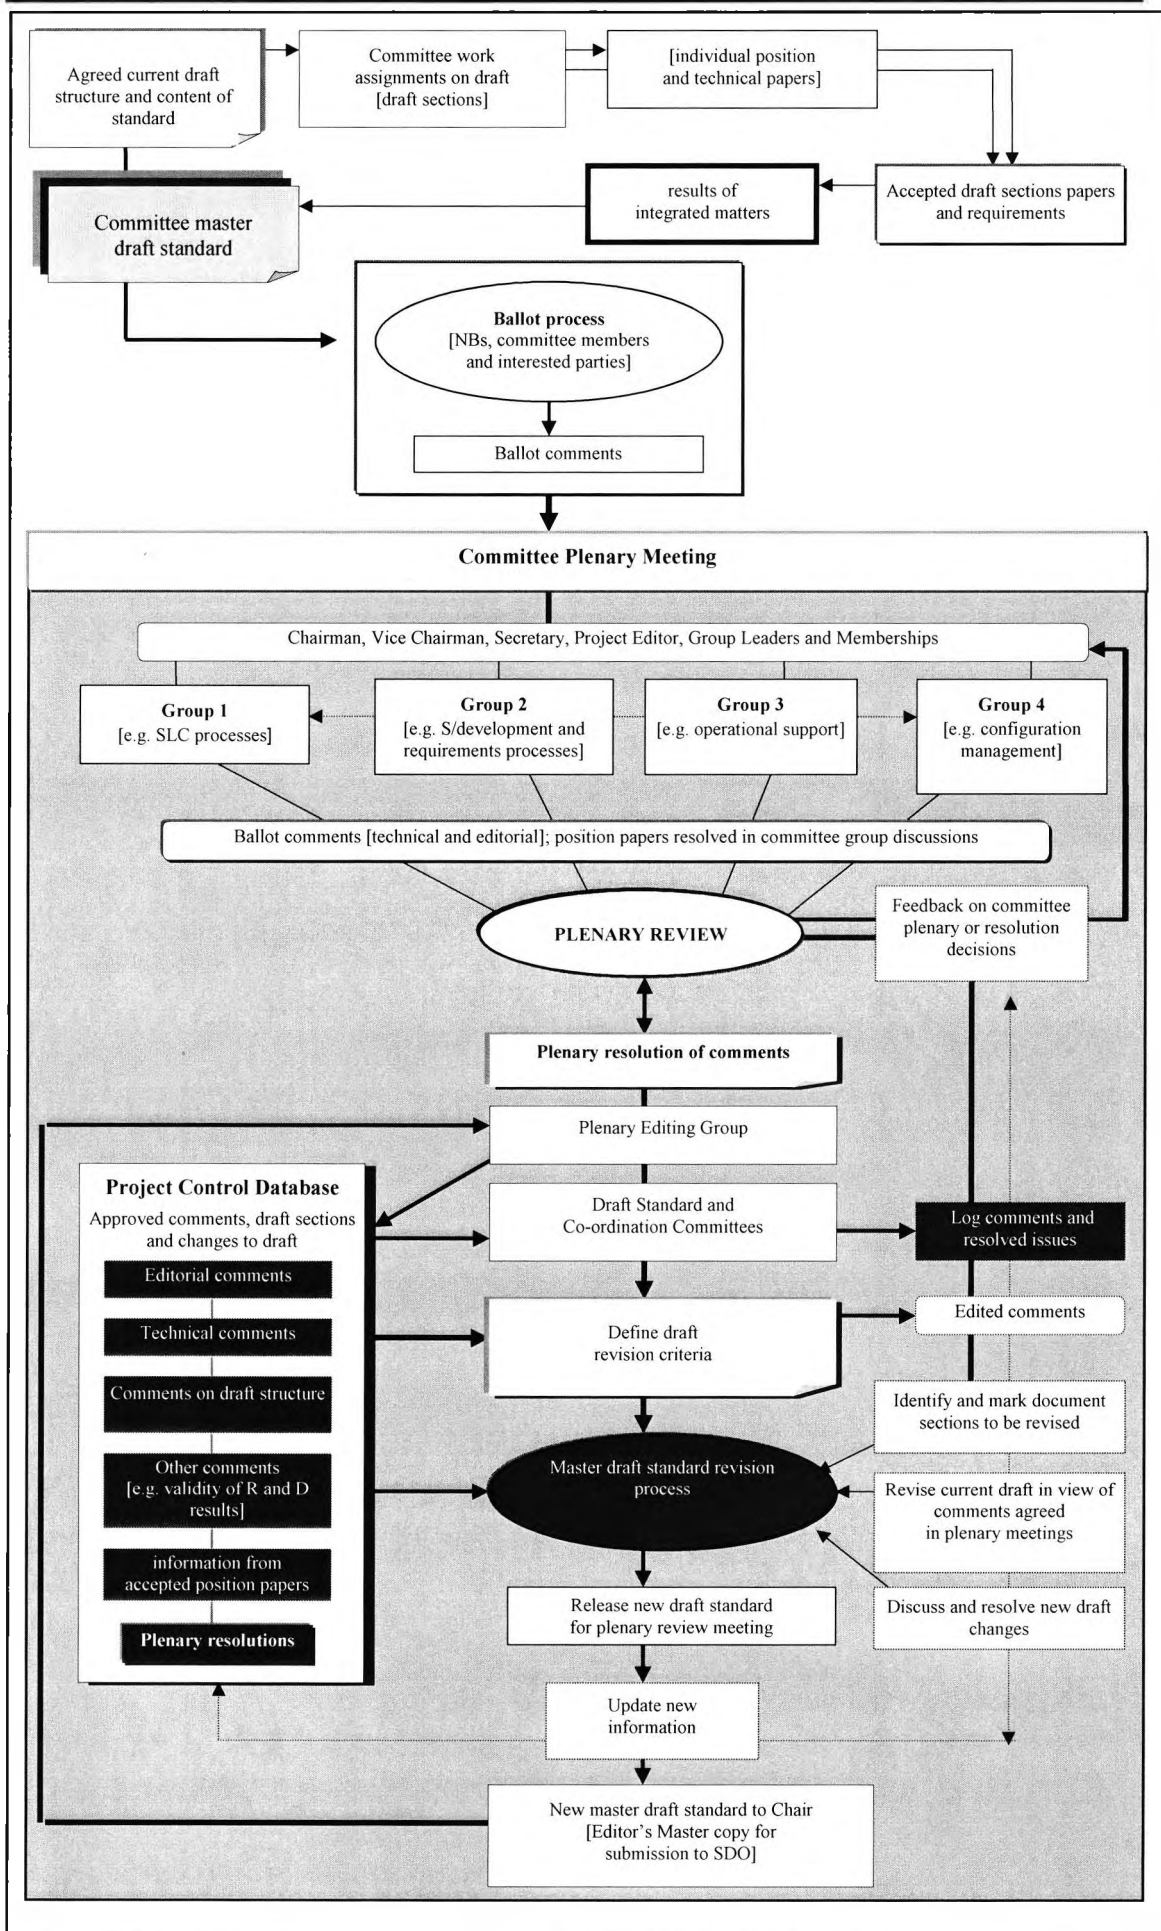 Agreed current draft
structure and content of
standard
Committee work
assignments on draft
[draft sections]
[individual position
and technical papers]
Committee master
draft standard
results of
integrated matters
Accepted draft sections papers
and requirements
Ballot process
[NBs, committee members
and interested parties]
Ballot comments
Committee Plenary Meeting
Chairman, Vice Chairman, Secretary, Project Editor, Group Leaders and Memberships
Group 1
[e.g. SLC processes]
Group 2
[e.g. S/development and
requirements processes]
Group 3
[e.g. operational support]
Group 4
[e.g. configuration
management]
Ballot comments [technical and editorial]; position papers resolved in committee group discussions
PLENARY REVIEW
Feedback on committee
plenary or resolution
decisions
Plenary resolution of comments
Plenary Editing Group
Project Control Database
Approved comments, draft sections
and changes to draft
Editorial comments
Technical comments
Comments on draft structure
Other comments
[e.g. validity of R and D
results]
information from
accepted position papers
Plenary resolutions
Draft Standard and
Co-ordination Committees
Log comments and
resolved issues
Define draft
revision criteria
Edited comments
Identify and mark document
sections to be revised
Master draft standard revision
process
Revise current draft in view of
comments agreed
in plenary meetings
Release new draft standard
for plenary review meeting
Discuss and resolve new draft
changes
Update new
information
New master draft standard to Chair
[Editor's Master copy for
submission to SDO]